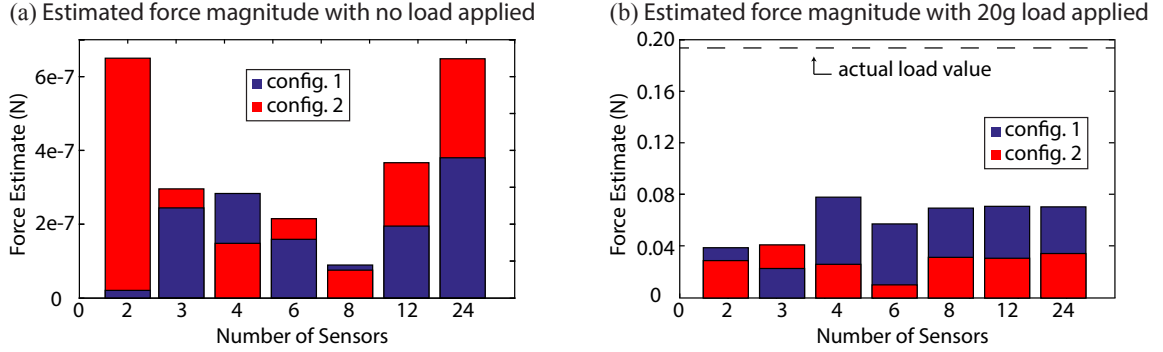 (a) Estimated force magnitude with no load applied
6e-7
4e-7
2e-7
0
Force Estimate (N)
config. 1
config. 2
0 2 3 4 6 8 12 24
Number of Sensors
(b) Estimated force magnitude with 20g load applied
0.20
0.16
0.12
0.08
0.04
0
Force Estimate (N)
actual load value
config. 1
config. 2
0 2 3 4 6 8 12 24
Number of Sensors